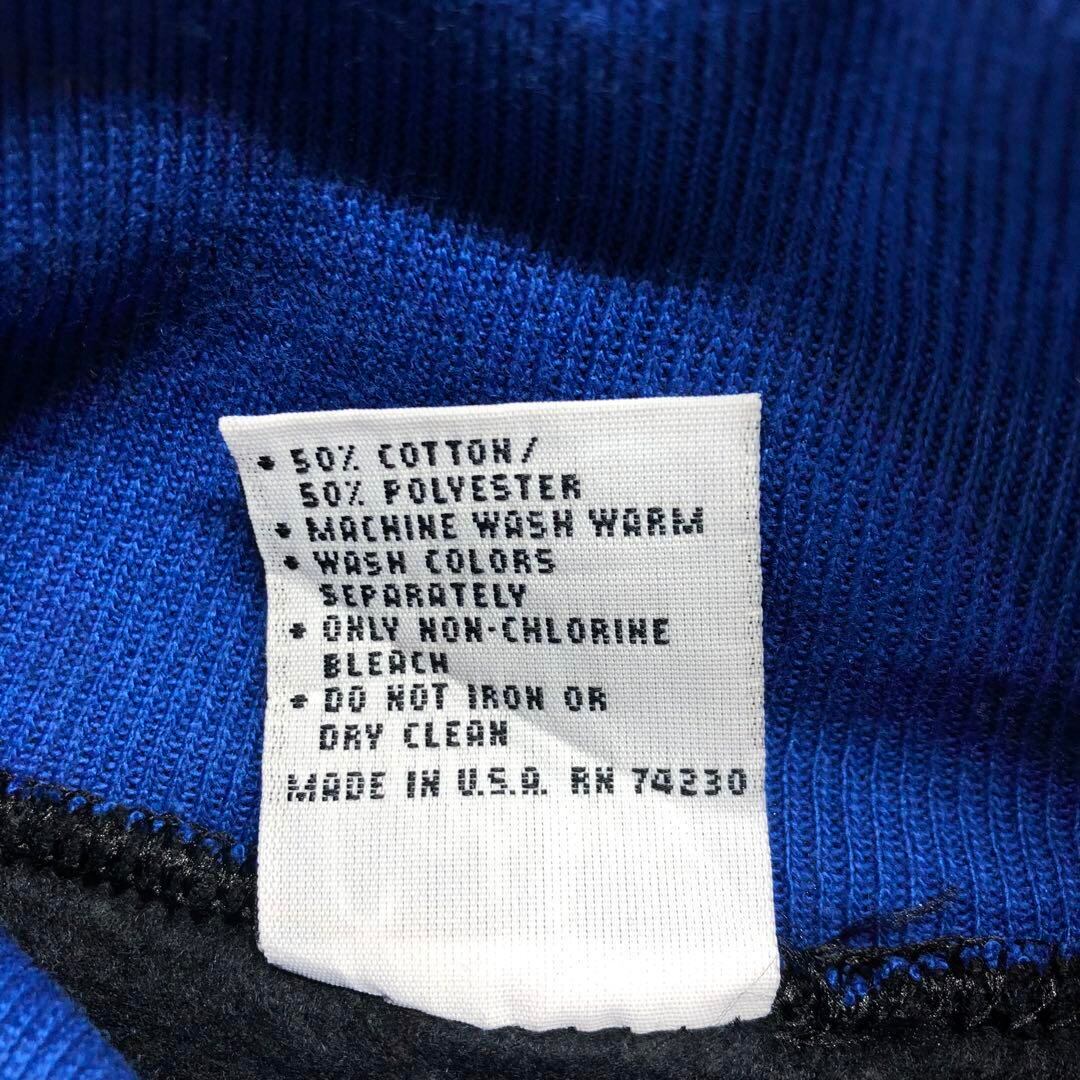 • 50% COTTON/
50% POLYESTER
• MACHINE WASH WARM
• WASH COLORS
SEPARATELY
• ONLY NON-CHLORINE
BLEACH
• DO NOT IRON OR
DRY CLEAN
MADE IN U.S.A. RN 74230